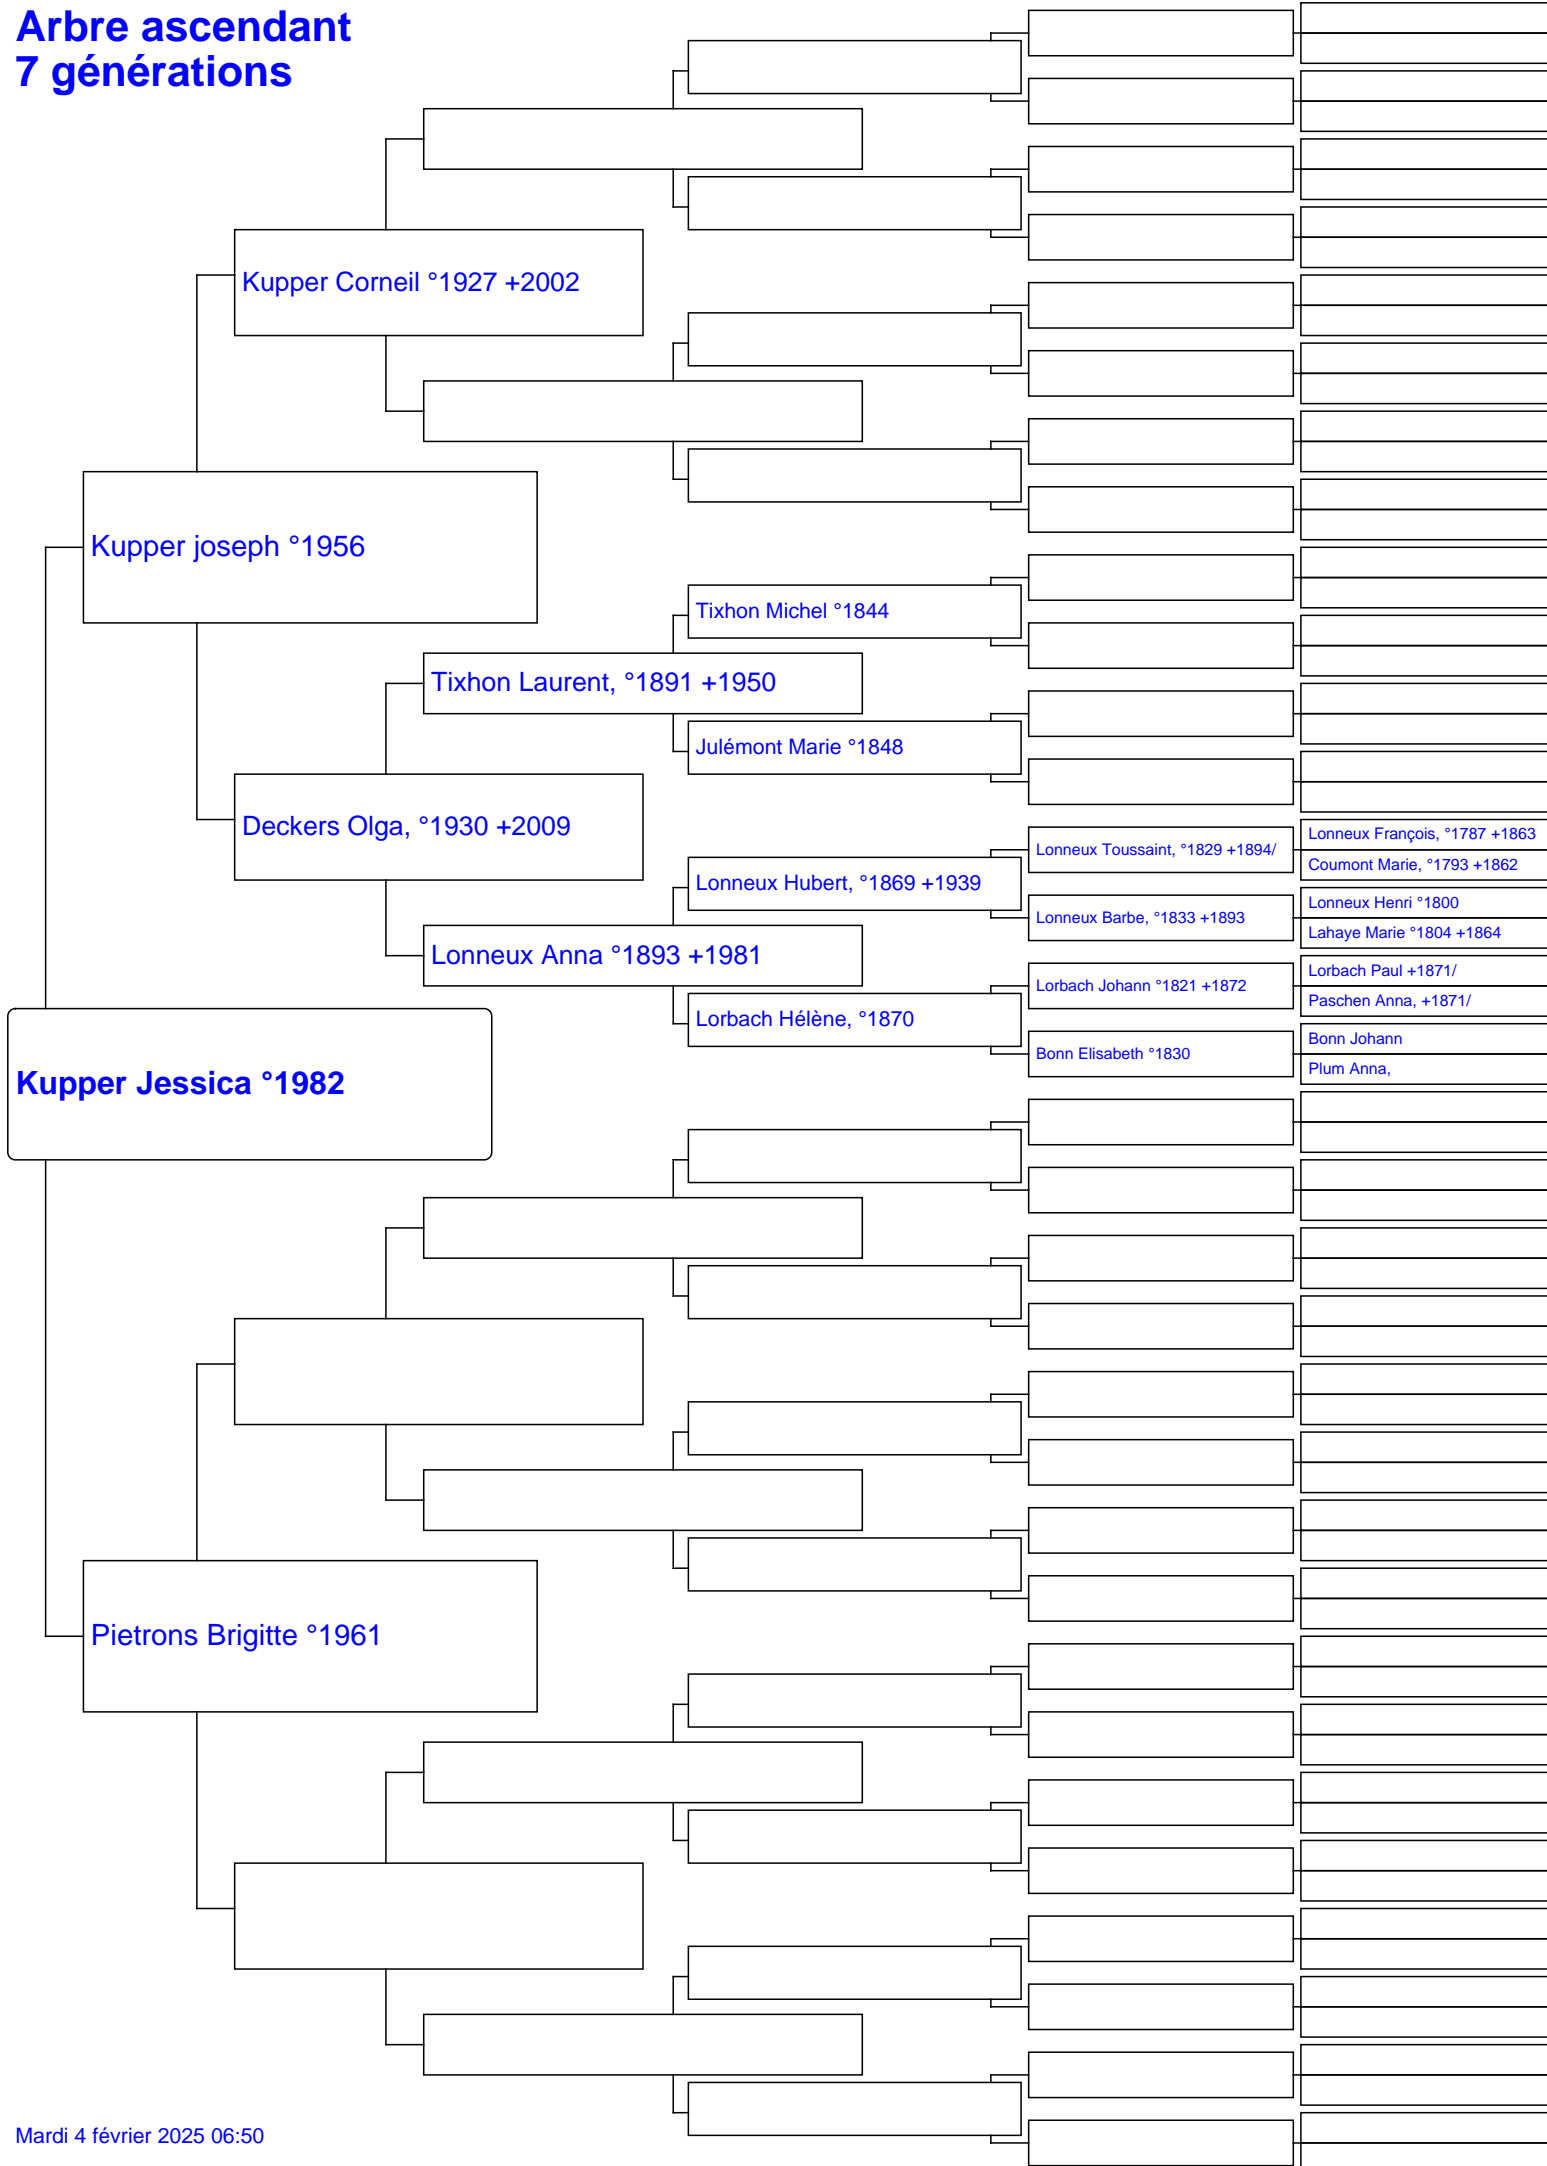 Arbre ascendant
7 générations
Kupper Corneil °1927 +2002
Kupper joseph °1956
Tixhon Michel °1844
Tixhon Laurent, °1891 +1950
Julémont Marie °1848
Deckers Olga, °1930 +2009
Lonneux François, °1787 +1863
Lonneux Toussaint, °1829 +1894/
Coumont Marie, °1793 +1862
Lonneux Hubert, °1869 +1939
Lonneux Henri °1800
Lonneux Barbe, °1833 +1893
Lahaye Marie °1804 +1864
Lonneux Anna °1893 +1981
Lorbach Paul +1871/
Lorbach Johann °1821 +1872
Paschen Anna, +1871/
Lorbach Hélène, °1870
Bonn Johann
Bonn Elisabeth °1830
Plum Anna,
Kupper Jessica °1982
Pietrons Brigitte °1961
Mardi 4 février 2025 06:50